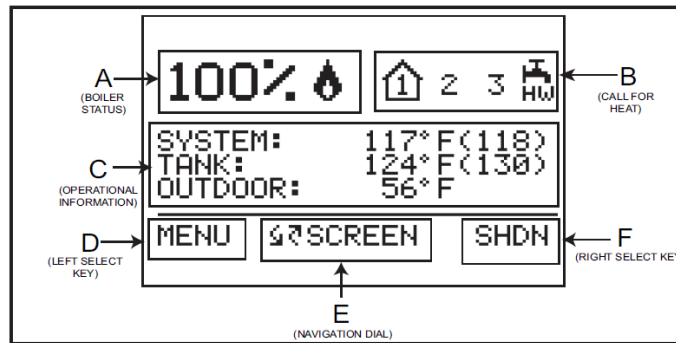 A
(BOILER
STATUS)
100%
1 2 3 HW
B
(CALL FOR
HEAT)
C
(OPERATIONAL
INFORMATION)
SYSTEM: 117°F(118)
TANK: 124°F(130)
OUTDOOR: 56°F
D
(LEFT SELECT
KEY)
MENU
SCREEN
SHDN
F
(RIGHT SELECT KEY
E
(NAVIGATION DIAL)